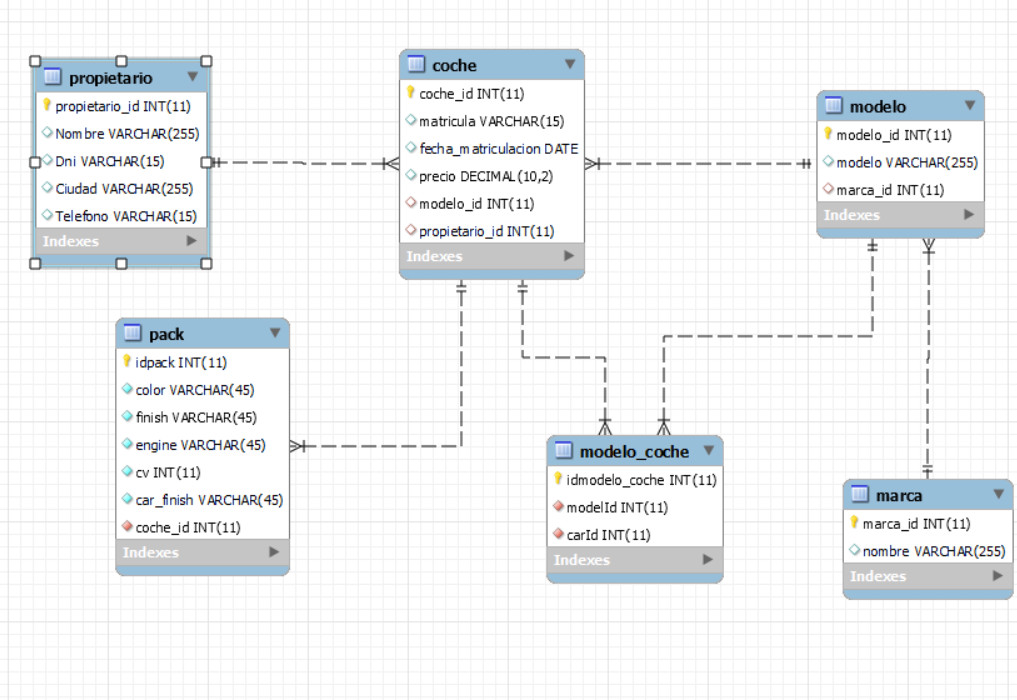 propietario
propietario_id INT(11)
Nombre VARCHAR(255)
Dni VARCHAR(15)
Ciudad VARCHAR(255)
Telefono VARCHAR(15)
Indexes
coche
coche_id INT(11)
matricula VARCHAR(15)
fecha_matriculacion DATE
precio DECIMAL(10,2)
modelo_id INT(11)
propietario_id INT(11)
Indexes
modelo
modelo_id INT(11)
modelo VARCHAR(255)
marca_id INT(11)
Indexes
pack
idpack INT(11)
color VARCHAR(45)
finish VARCHAR(45)
engine VARCHAR(45)
cv INT(11)
car_finish VARCHAR(45)
coche_id INT(11)
Indexes
modelo_coche
idmodelo_coche INT(11)
modelId INT(11)
carId INT(11)
Indexes
marca
marca_id INT(11)
nombre VARCHAR(255)
Indexes